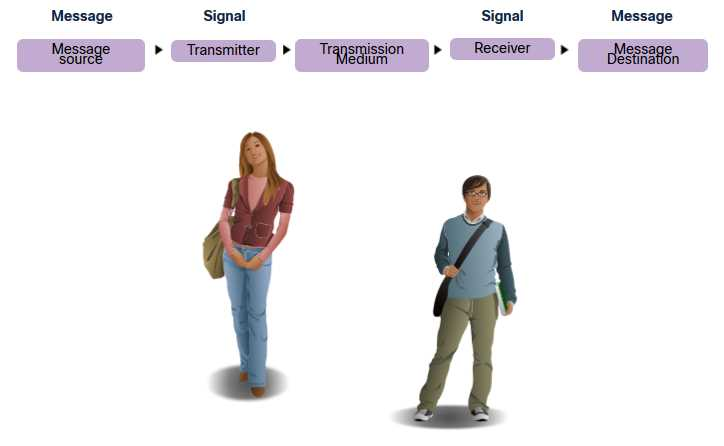 Message
Signal
Signal
Message
Message
source
Transmitter
Transmission
Medium
Receiver
Message
Destination